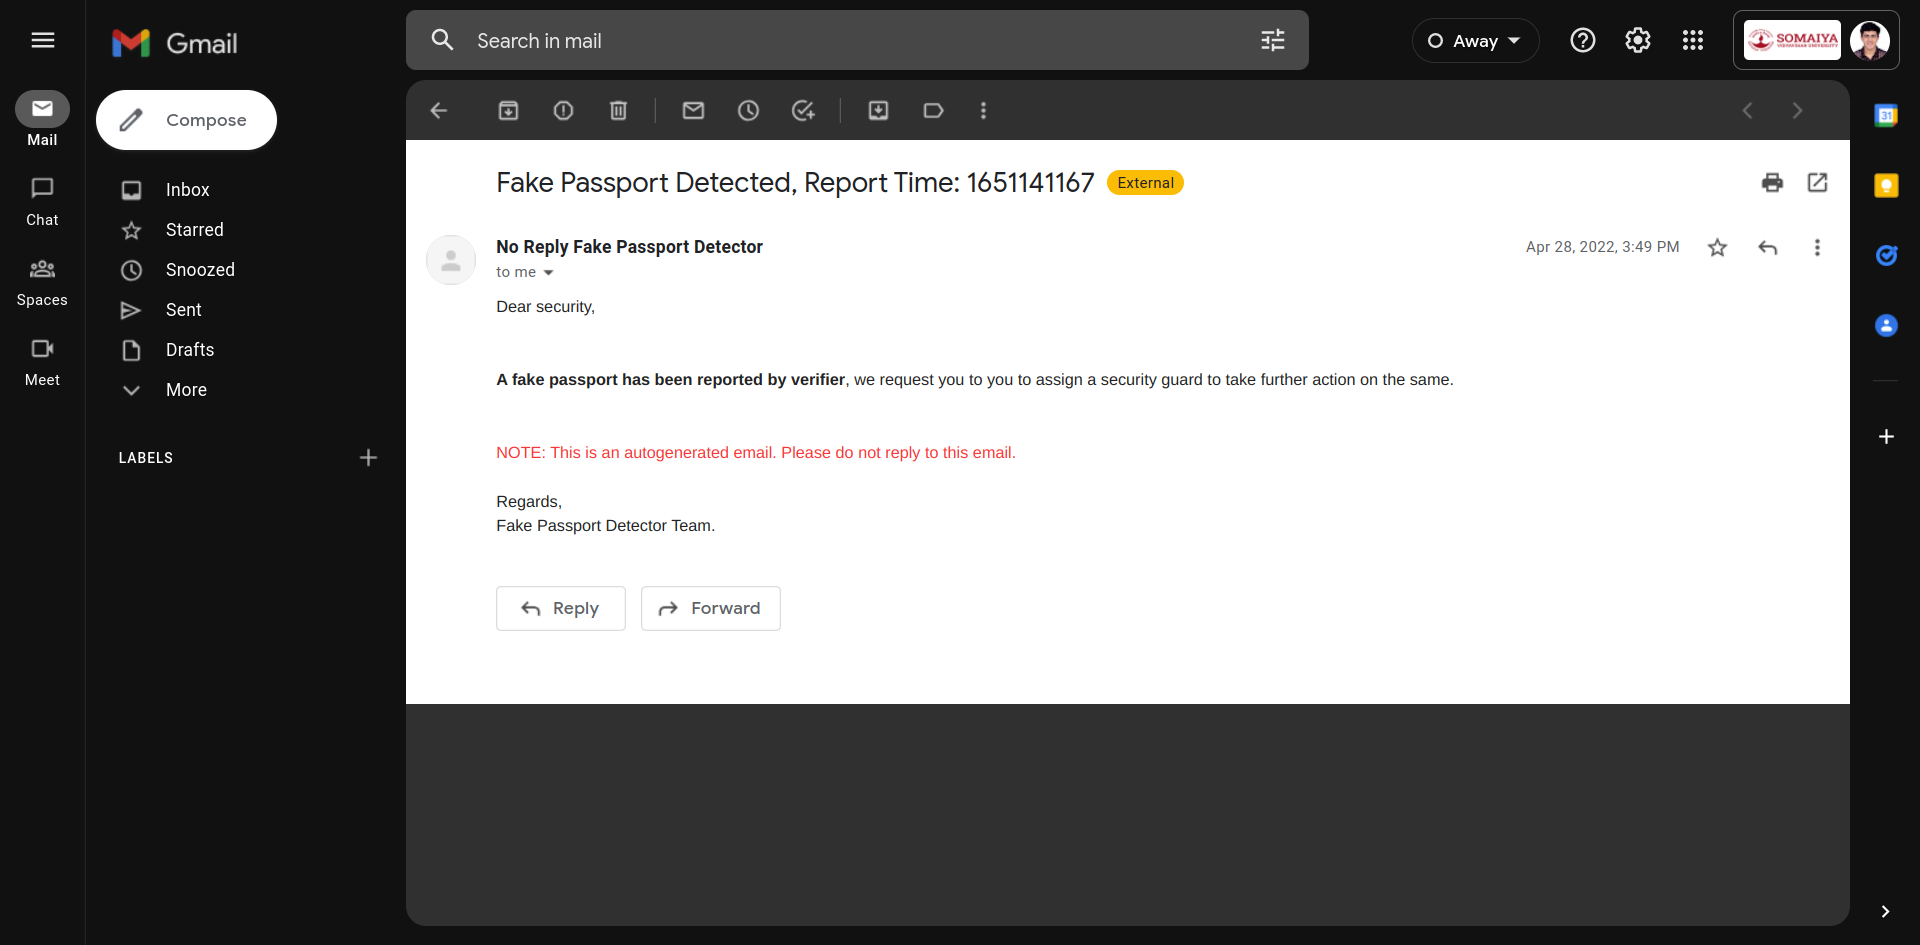 Gmail
Search in mail
Away
SOMAIYA
VIDYAVIHAR UNIVERSITY
Mail
Compose
31
Fake Passport Detected, Report Time: 1651141167 External
Chat
Inbox
Starred
No Reply Fake Passport Detector
Apr 28, 2022, 3:49 PM
to me
Spaces
Snoozed
Dear security,
Sent
Drafts
Meet
A fake passport has been reported by verifier, we request you to you to assign a security guard to take further action on the same.
More
LABELS
NOTE: This is an autogenerated email. Please do not reply to this email.
Regards,
Fake Passport Detector Team.
Reply
Forward